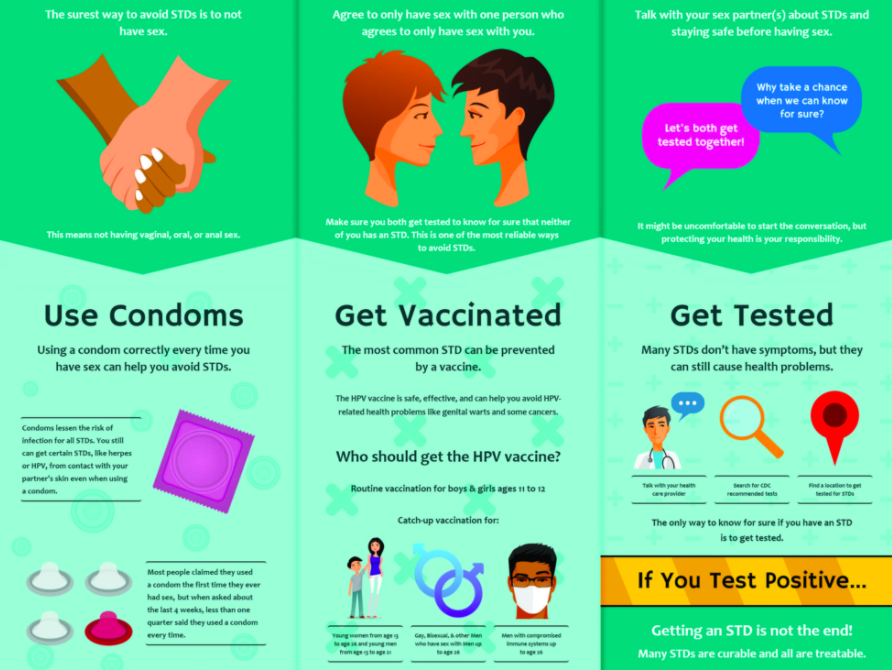 The surest way to avoid STDs is to not
have sex.
This means not having vaginal, oral, or anal sex.
Agree to only have sex with one person who
agrees to only have sex with you.
Make sure you both get tested to know for sure that neither
of you has an STD. This is one of the most reliable ways
to avoid STDs.
Talk with your sex partner(s) about STDs and
staying safe before having sex.
Why take a chance
when we can know
for sure?
Let's both get
tested together!
It might be uncomfortable to start the conversation, but
protecting your health is your responsibility.
Use Condoms
Using a condom correctly every time you
have sex can help you avoid STDs.
Condoms lessen the risk of
infection for all STDs. You still
can get certain STDs, like herpes
or HPV, from contact with your
partner's skin even when using
a condom.
Most people claimed they used
a condom the first time they ever
had sex, but when asked about
the last 4 weeks, less than one
quarter said they used a condom
every time.
Get Vaccinated
The most common STD can be prevented
by a vaccine.
The HPV vaccine is safe, effective, and can help you avoid HPV-
related health problems like genital warts and some cancers.
Who should get the HPV vaccine?
Routine vaccination for boys & girls ages 11 to 12
Catch-up vaccination for:
Young women from age 13
to age 26 and young men
from age 13 to age 21
Gay, Bisexual, & other Men
who have sex with Men up
to age 26
Men with compromised
immune systems up
to age 26
Get Tested
Many STDs don't have symptoms, but they
can still cause health problems.
Talk with your health
care provider
Search for CDC
recommended tests
Find a location to get
tested for STDs
The only way to know for sure if you have an STD
is to get tested.
If You Test Positive...
Getting an STD is not the end!
Many STDs are curable and all are treatable.